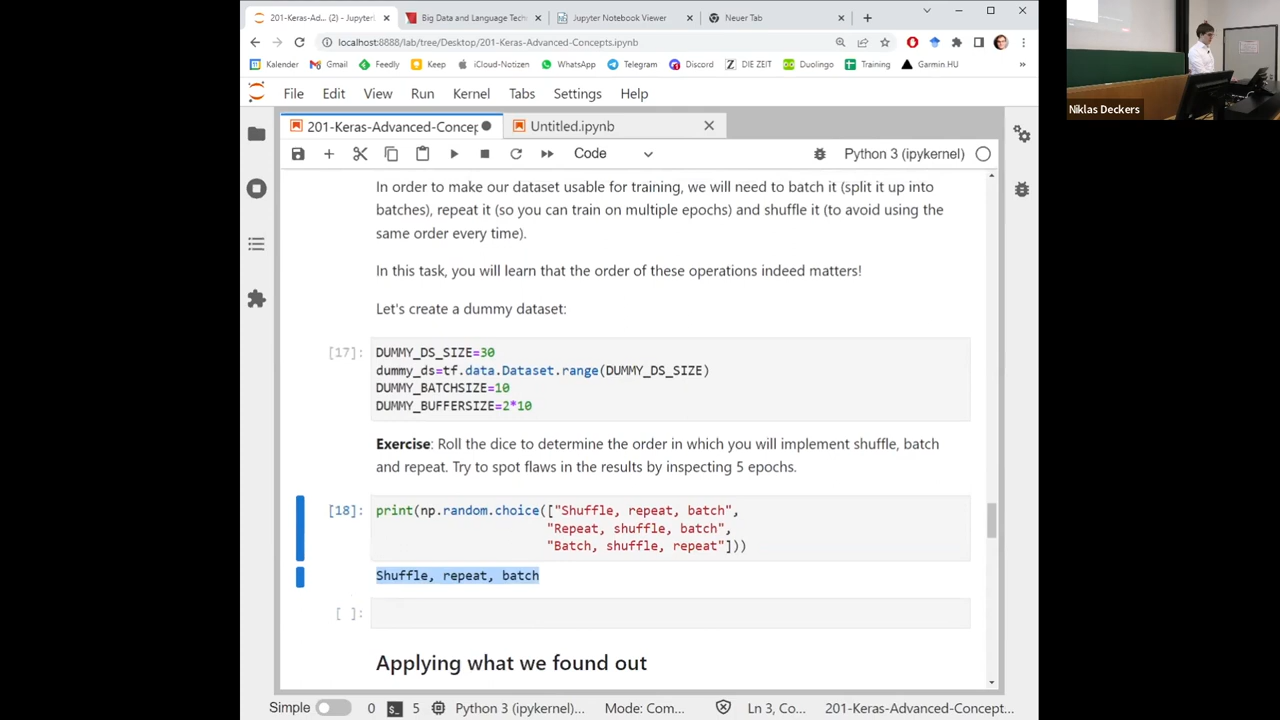 201-Keras-Ad... (2) - Jupyterl
Big Data and Language Tech
Jupyter Notebook Viewer
Neuer Tab
localhost:8888/lab/tree/Desktop/201-Keras-Advanced-Concepts.ipynb
Kalender Gmail Feedly Keep iCloud-Notizen WhatsApp Telegram Discord DIE ZEIT Duolingo Training Garmin HU »
Niklas Deckers
File Edit View Run Kernel Tabs Settings Help
201-Keras-Advanced-Concep
Untitled.ipynb
Code
Python 3 (ipykernel)
In order to make our dataset usable for training, we will need to batch it (split it up into
batches), repeat it (so you can train on multiple epochs) and shuffle it (to avoid using the
same order every time).
In this task, you will learn that the order of these operations indeed matters!
Let's create a dummy dataset:
[17]: DUMMY_DS_SIZE=30
dummy_ds=tf.data.Dataset.range(DUMMY_DS_SIZE)
DUMMY_BATCHSIZE=10
DUMMY_BUFFERSIZE=2*10
Exercise: Roll the dice to determine the order in which you will implement shuffle, batch
and repeat. Try to spot flaws in the results by inspecting 5 epochs.
[18]: print(np.random.choice(["Shuffle, repeat, batch",
"Repeat, shuffle, batch",
"Batch, shuffle, repeat"]))
Shuffle, repeat, batch
[ ]:
Applying what we found out
Simple 0 $_ 5 Python 3 (ipykernel)... Mode: Com... Ln 3, Co... 201-Keras-Advanced-Concept...